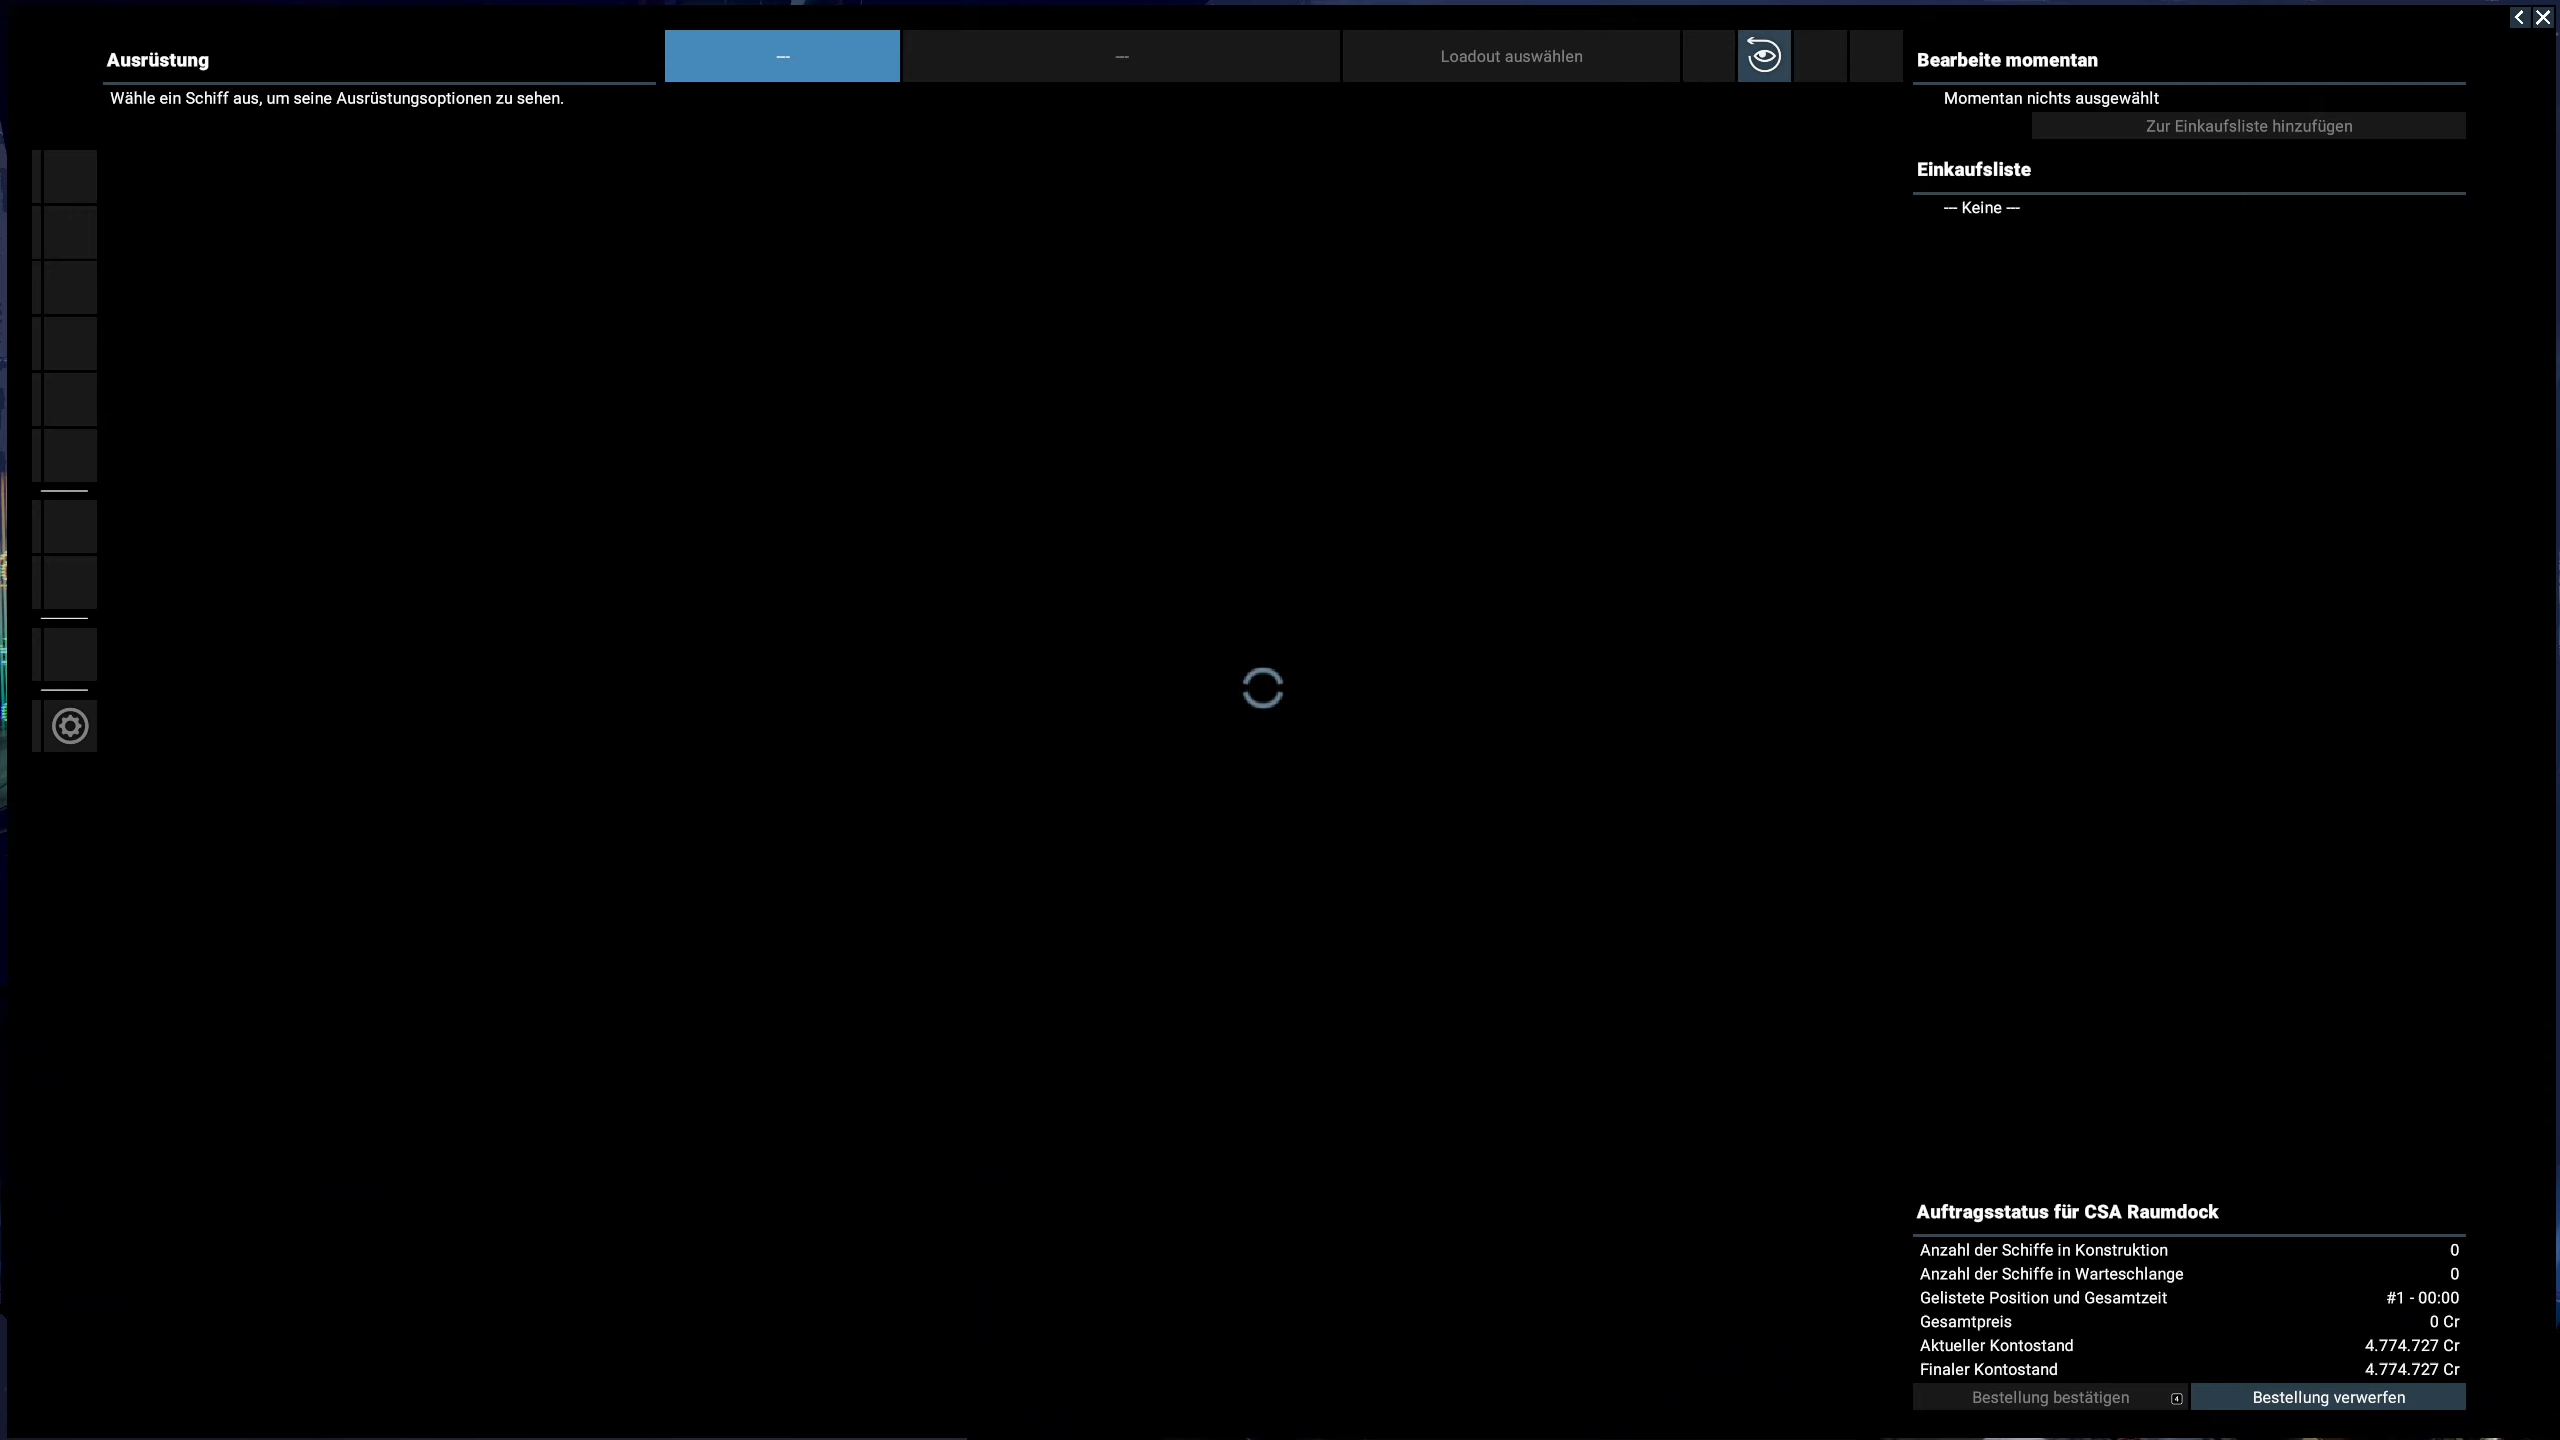 Ausrüstung
Wähle ein Schiff aus, um seine Ausrüstungsoptionen zu sehen.
---
---
Loadout auswählen
Bearbeite momentan
Momentan nichts ausgewählt
Zur Einkaufsliste hinzufügen
Einkaufsliste
--- Keine ---
Auftragsstatus für CSA Raumdock
Anzahl der Schiffe in Konstruktion 0
Anzahl der Schiffe in Warteschlange 0
Gelistete Position und Gesamtzeit #1 - 00:00
Gesamtpreis 0 Cr
Aktueller Kontostand 4.774.727 Cr
Finaler Kontostand 4.774.727 Cr
Bestellung bestätigen 4 Bestellung verwerfen